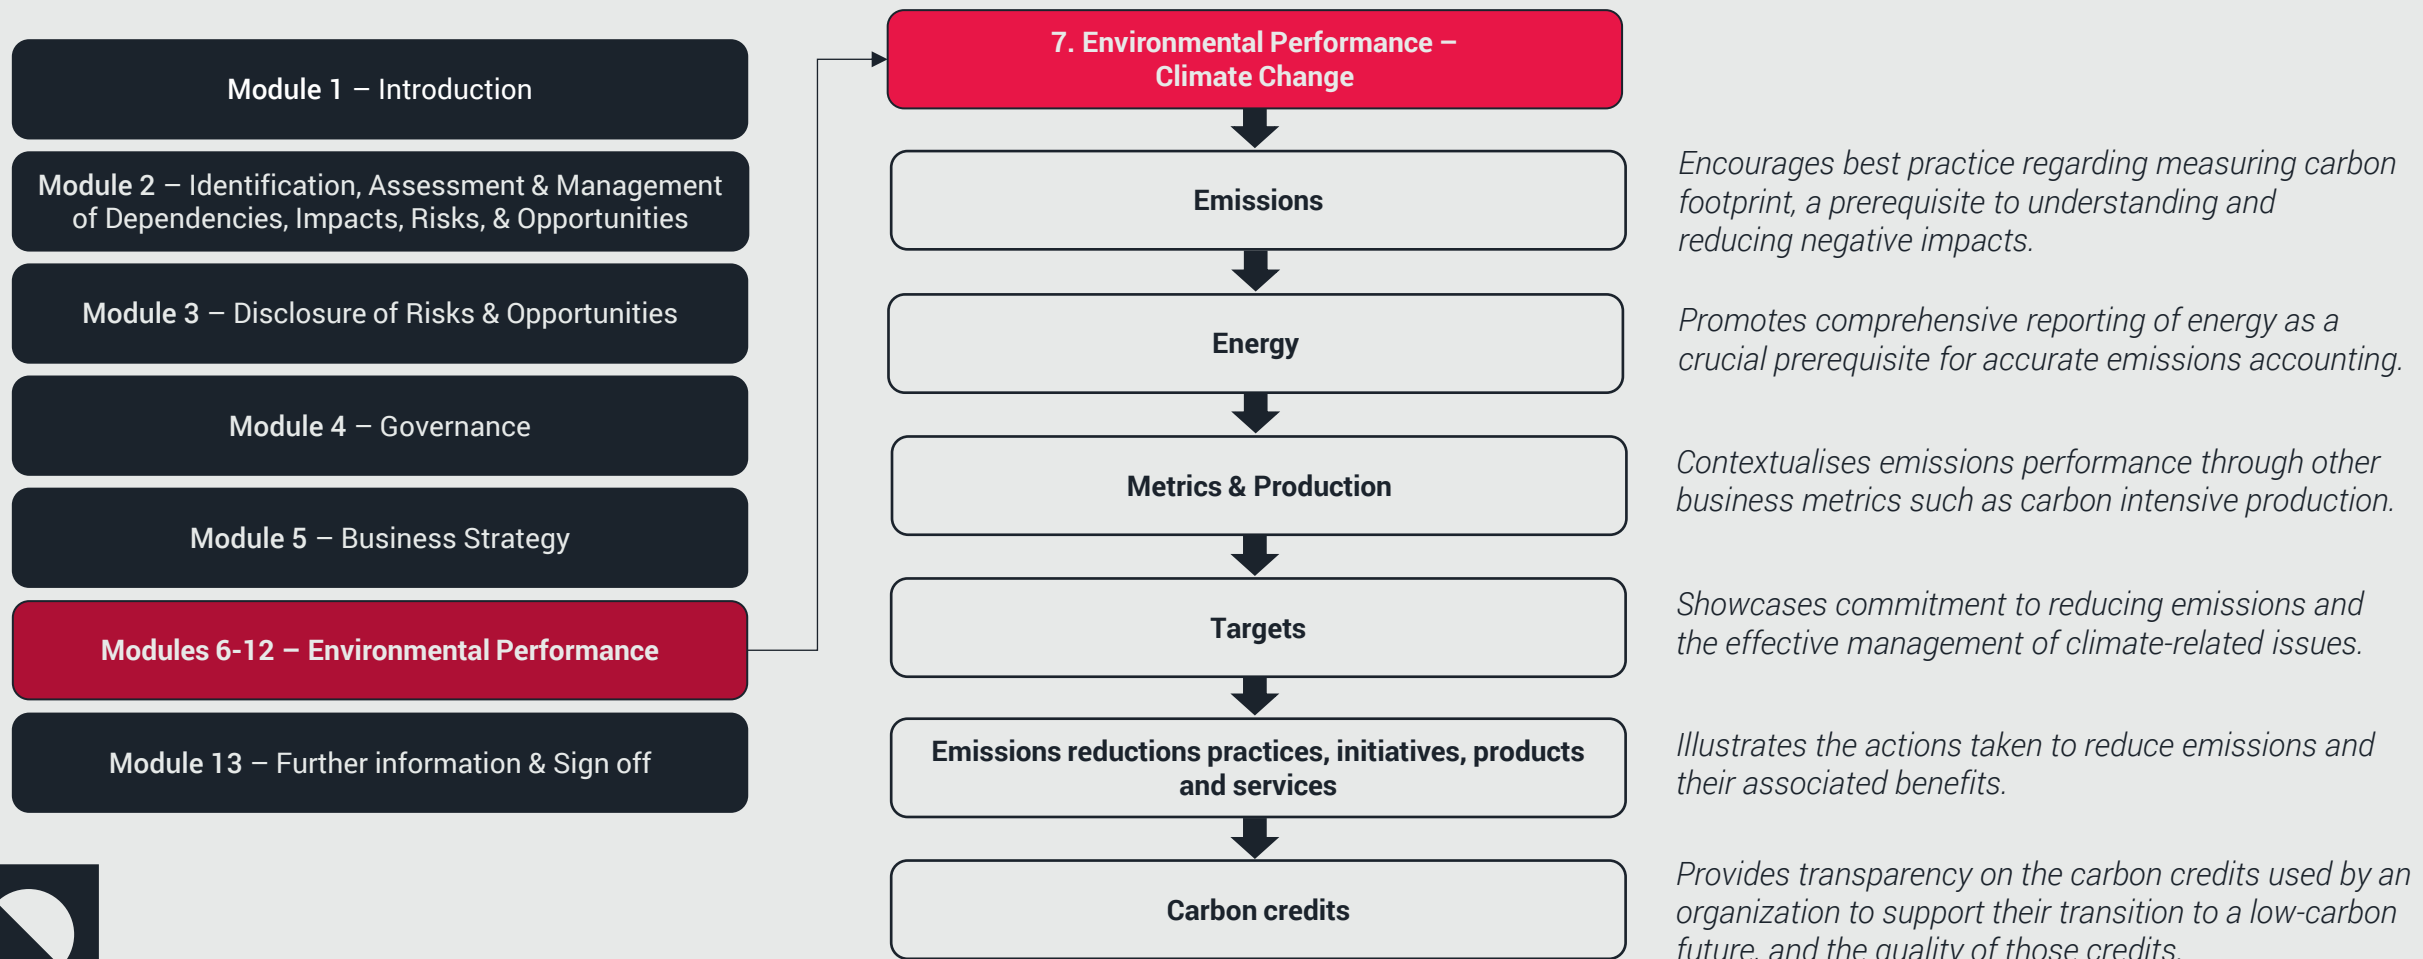 Module 1 – Introduction
Module 2 – Identification, Assessment & Management
of Dependencies, Impacts, Risks, & Opportunities
Module 3 – Disclosure of Risks & Opportunities
Module 4 – Governance
Module 5 – Business Strategy
Modules 6-12 – Environmental Performance
Module 13 – Further information & Sign off
7. Environmental Performance –
Climate Change
Emissions
Encourages best practice regarding measuring carbon
footprint, a prerequisite to understanding and
reducing negative impacts.
Energy
Promotes comprehensive reporting of energy as a
crucial prerequisite for accurate emissions accounting.
Metrics & Production
Contextualises emissions performance through other
business metrics such as carbon intensive production.
Targets
Showcases commitment to reducing emissions and
the effective management of climate-related issues.
Emissions reductions practices, initiatives, products
and services
Illustrates the actions taken to reduce emissions and
their associated benefits.
Carbon credits
Provides transparency on the carbon credits used by an
organization to support their transition to a low-carbon
future, and the quality of those credits.